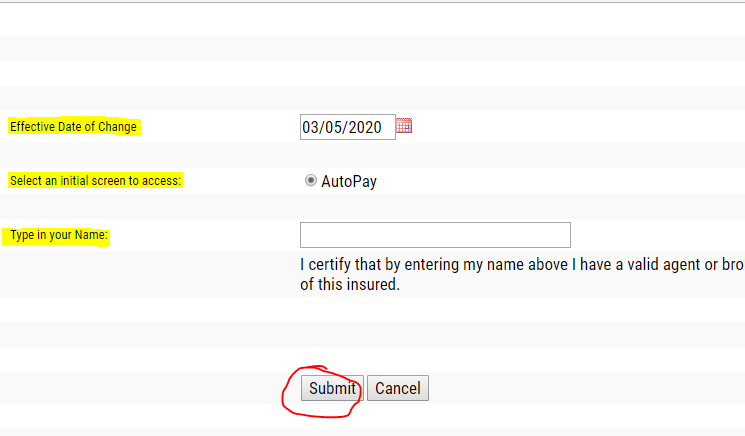 Effective Date of Change
03/05/2020
Select an initial screen to access:
AutoPay
Type in your Name:
I certify that by entering my name above I have a valid agent or bro
of this insured.
Submit
Cancel